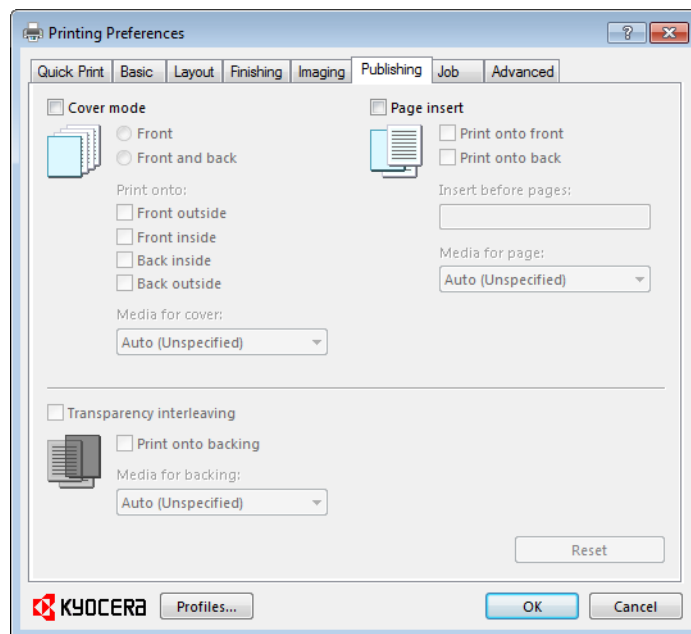 Printing Preferences
Quick Print Basic Layout Finishing Imaging Publishing Job Advanced
Cover mode
Front
Front and back
Print onto:
Front outside
Front inside
Back inside
Back outside
Media for cover:
Auto (Unspecified)
Page insert
Print onto front
Print onto back
Insert before pages:
Media for page:
Auto (Unspecified)
Transparency interleaving
Print onto backing
Media for backing:
Auto (Unspecified)
Reset
KYOCERA Profiles... OK Cancel